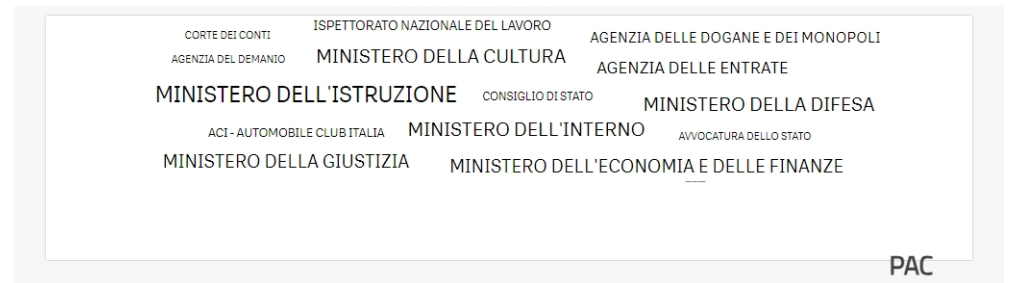 ISPETTORATO NAZIONALE DEL LAVORO
CORTE DEI CONTI
AGENZIA DELLE DOGANE E DEI MONOPOLI
AGENZIA DEL DEMANIO
MINISTERO DELLA CULTURA
AGENZIA DELLE ENTRATE
MINISTERO DELL'ISTRUZIONE
CONSIGLIO DI STATO
MINISTERO DELLA DIFESA
ACI - AUTOMOBILE CLUB ITALIA
MINISTERO DELL'INTERNO
AVVOCATURA DELLO STATO
MINISTERO DELLA GIUSTIZIA
MINISTERO DELL'ECONOMIA E DELLE FINANZE
PAC